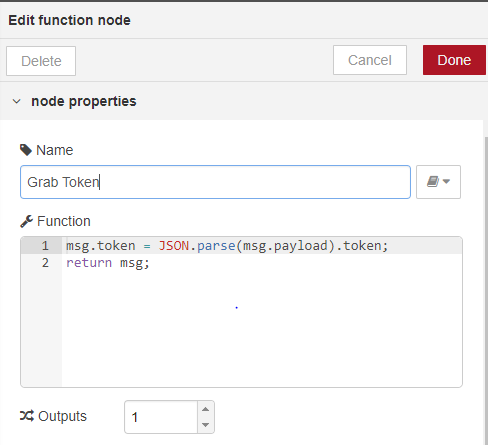 Edit function node
Delete Cancel Done
node properties
Name
Grab Token
Function
1 msg.token = JSON.parse(msg.payload).token;
2 return msg;
Outputs 1